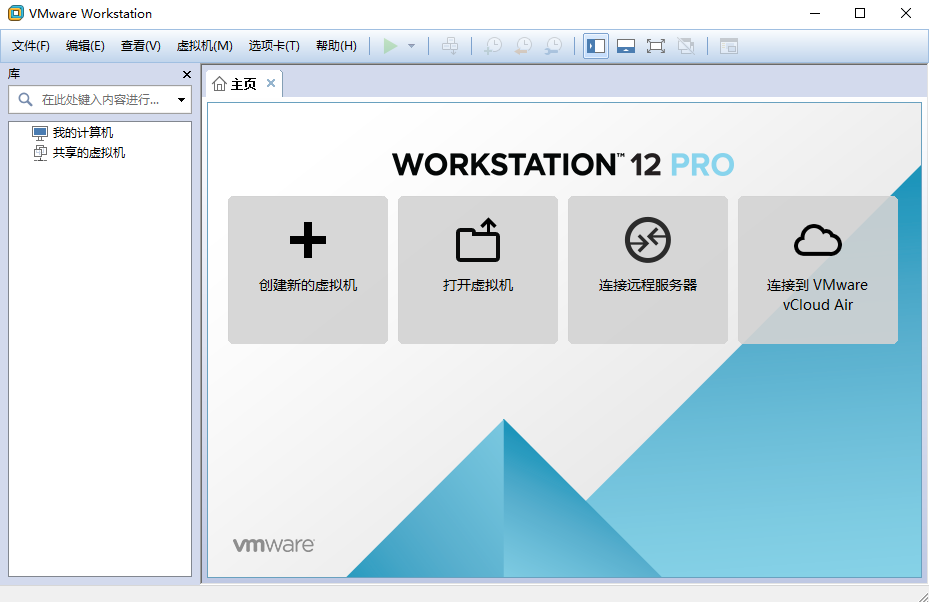 VMware Workstation
文件(F) 编辑(E) 查看(V) 虚拟机(M) 选项卡(T) 帮助(H)
库
在此处键入内容进行...
我的计算机
共享的虚拟机
主页
WORKSTATION™ 12 PRO
创建新的虚拟机
打开虚拟机
连接远程服务器
连接到 VMware
vCloud Air
vmware